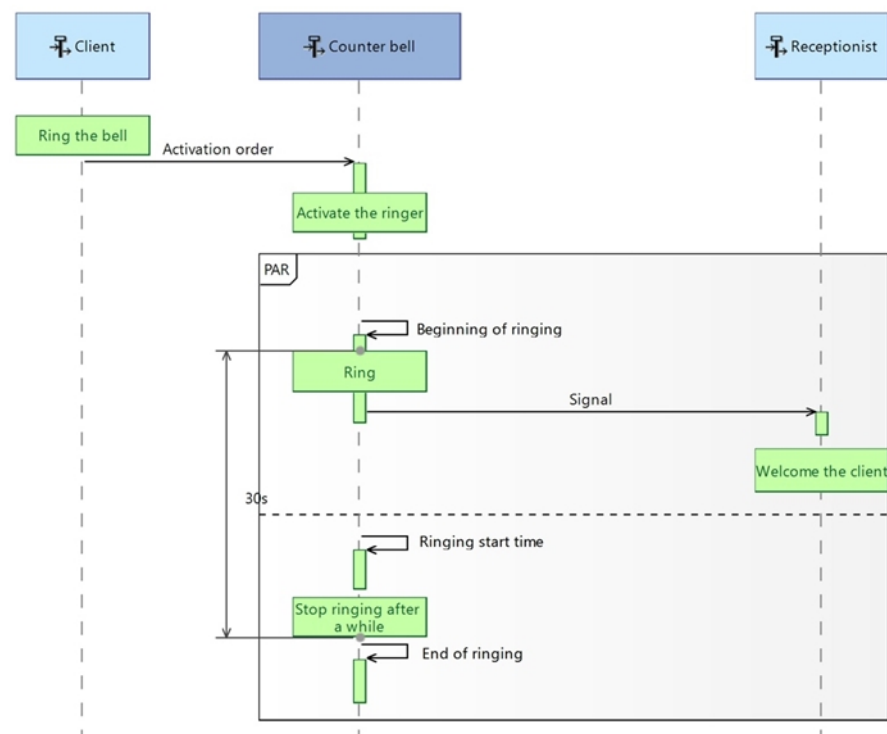 Client
Counter bell
Receptionist
Ring the bell
Activation order
Activate the ringer
PAR
Beginning of ringing
Ring
Signal
Welcome the client
30s
Ringing start time
Stop ringing after
a while
End of ringing